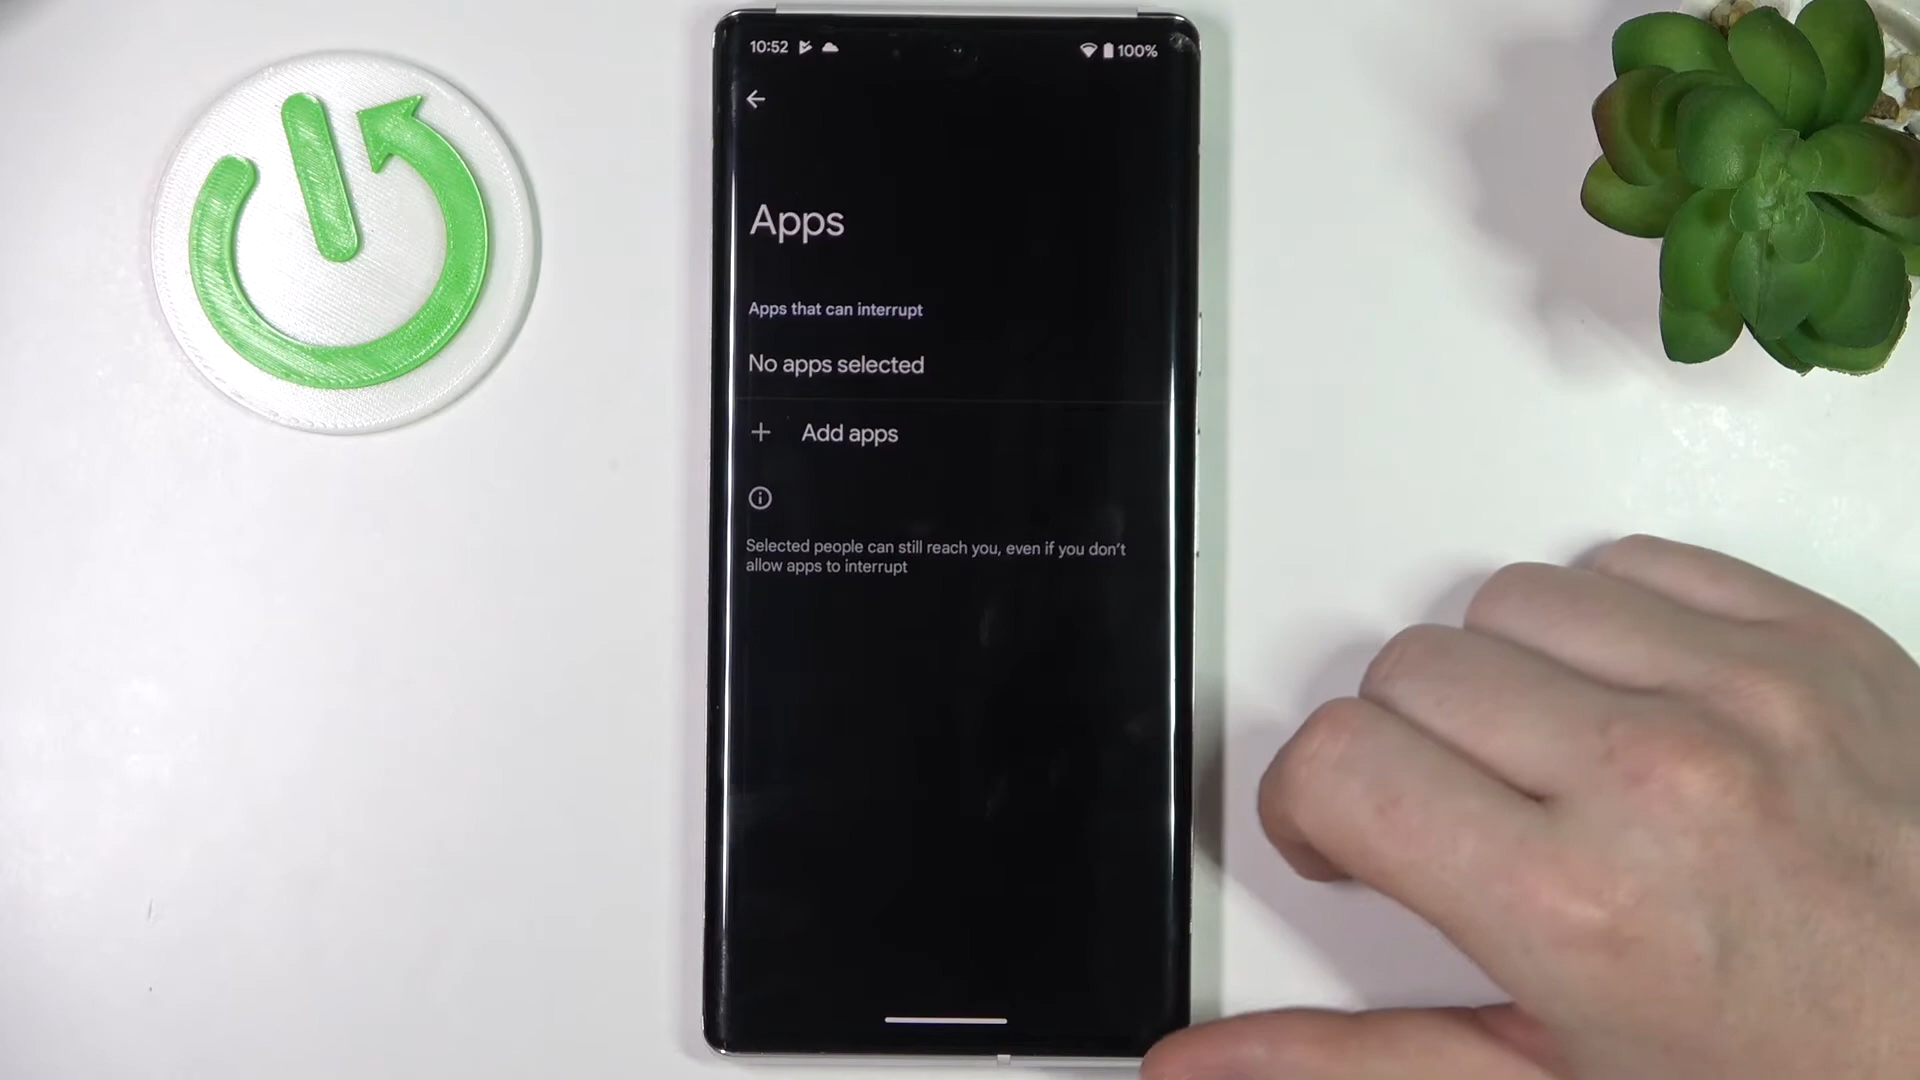 10:52
100%
Apps
Apps that can interrupt
No apps selected
+ Add apps
Selected people can still reach you, even if you don't
allow apps to interrupt